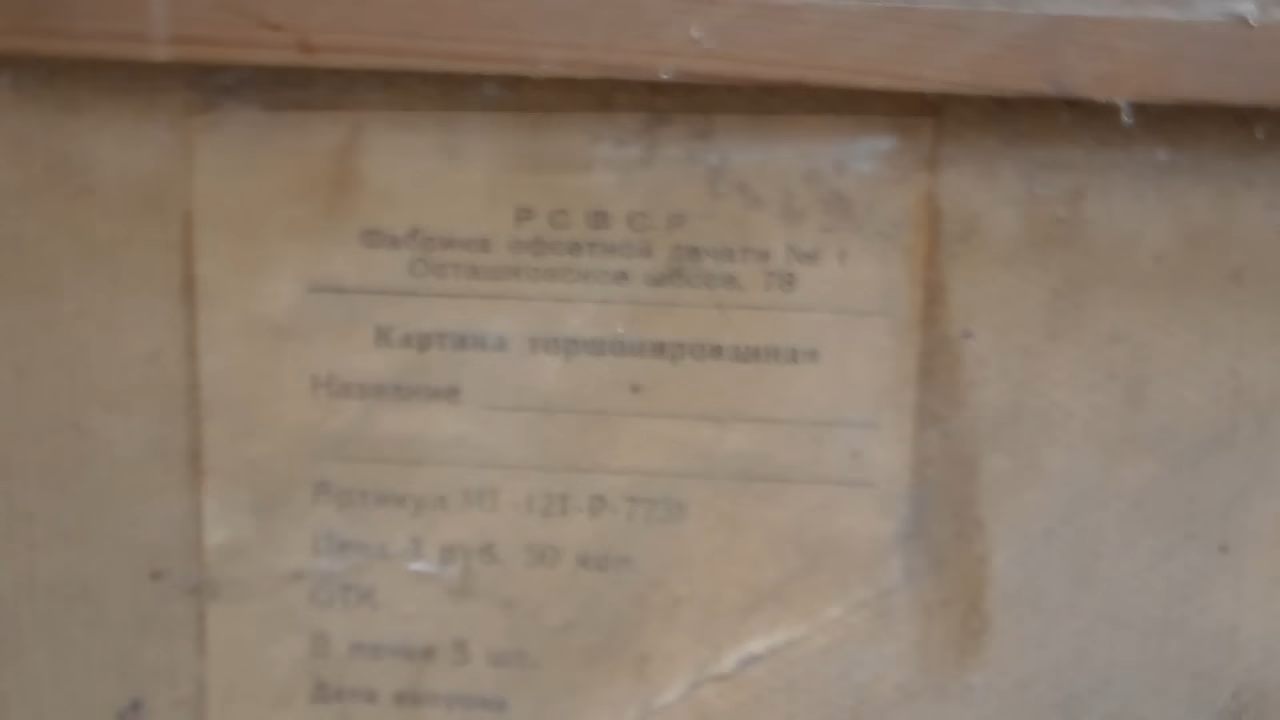 РСФСР
Фабрика офсетной печати № 1
Осташковское шоссе, 78
Картина торшонированная
Название
Артикул
Цена руб. 50 коп.
ОТК
В пачке 5 шт.
Дата выпуска